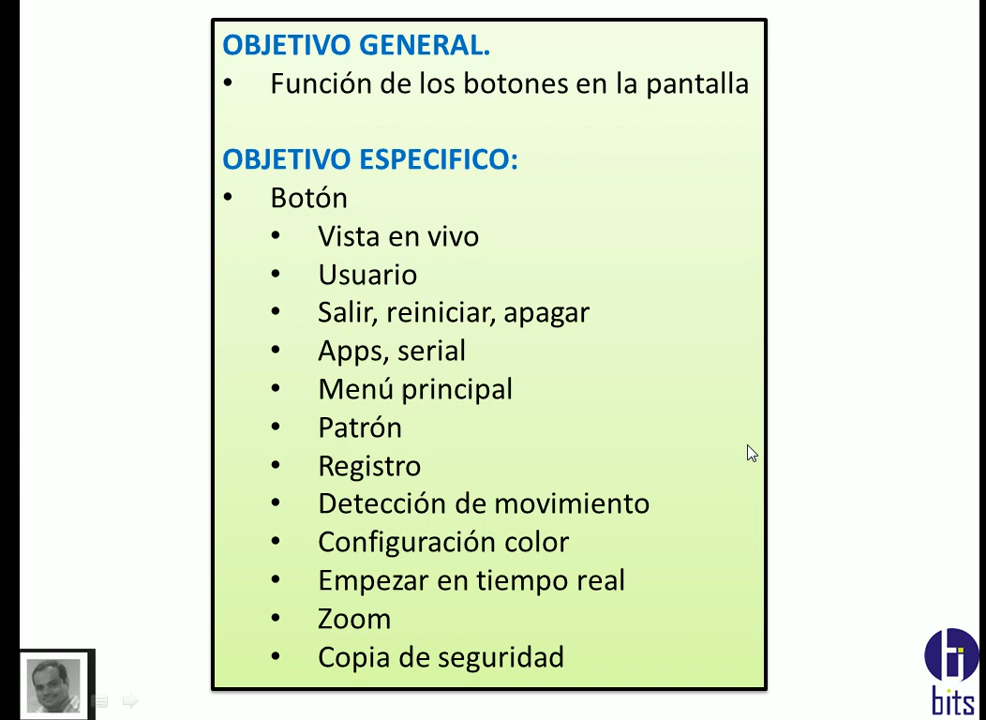 OBJETIVO GENERAL.
• Función de los botones en la pantalla
OBJETIVO ESPECIFICO:
• Botón
• Vista en vivo
• Usuario
• Salir, reiniciar, apagar
• Apps, serial
• Menú principal
• Patrón
• Registro
• Detección de movimiento
• Configuración color
• Empezar en tiempo real
• Zoom
• Copia de seguridad
bits